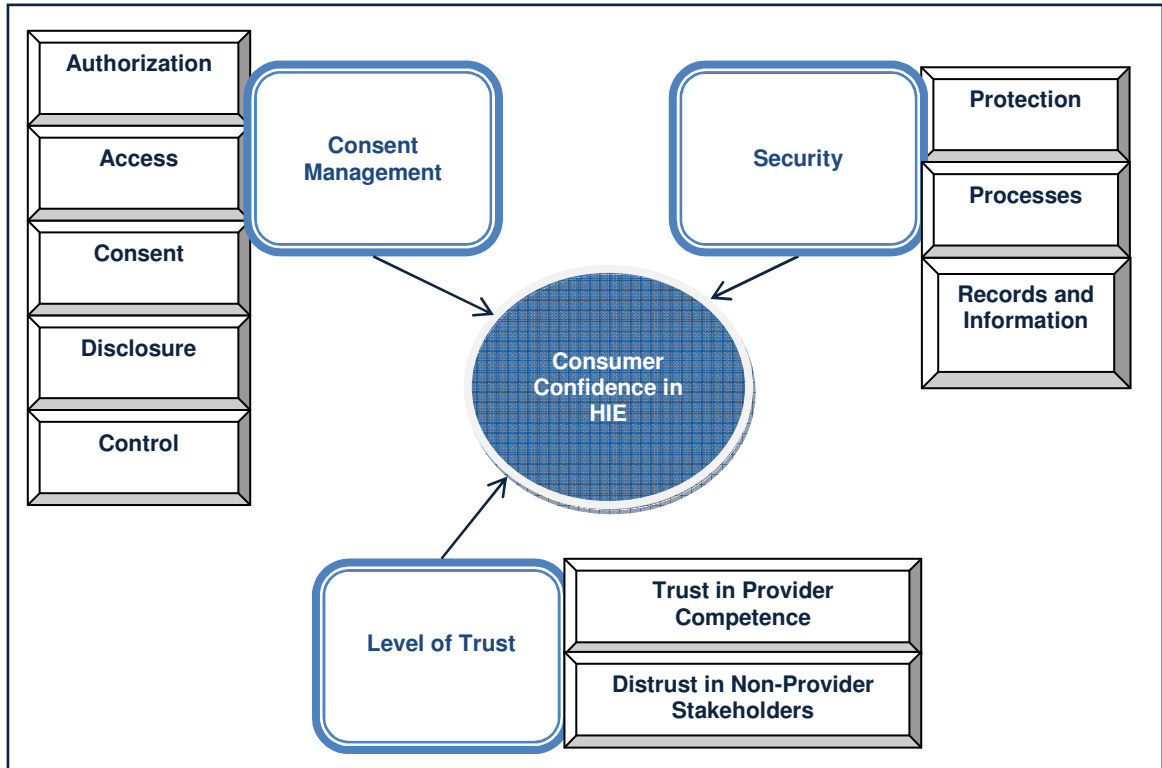 Authorization
Access
Consent
Disclosure
Control
Consent
Management
Security
Protection
Processes
Records and
Information
Consumer
Confidence in
HIE
Level of Trust
Trust in Provider
Competence
Distrust in Non-Provider
Stakeholders